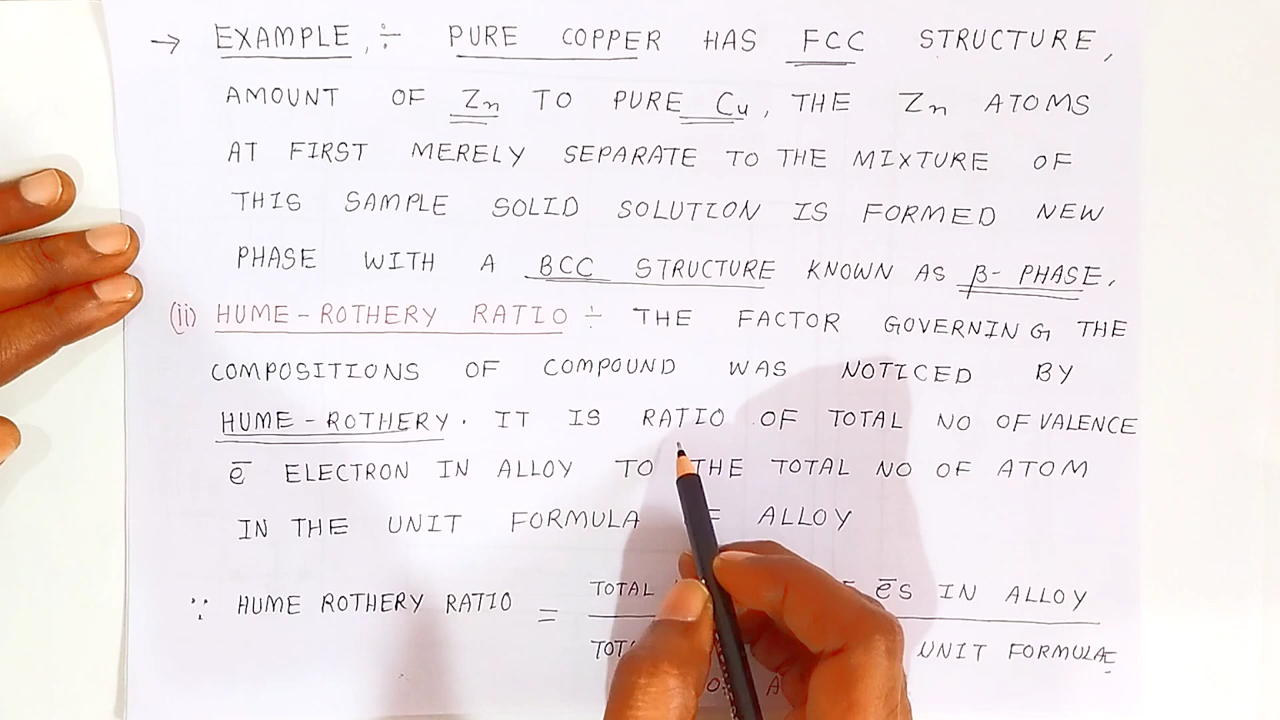 → EXAMPLE ,÷ PURE COPPER HAS FCC STRUCTURE,
AMOUNT OF Zn TO PURE Cu, THE Zn ATOMS
AT FIRST MERELY SEPARATE TO THE MIXTURE OF
THIS SAMPLE SOLID SOLUTION IS FORMED NEW
PHASE WITH A BCC STRUCTURE KNOWN AS β- PHASE.
(ii) HUME-ROTHERY RATIO ÷ THE FACTOR GOVERNING THE
COMPOSITIONS OF COMPOUND WAS NOTICED BY
HUME-ROTHERY. IT IS RATIO OF TOTAL NO OF VALENCE
ē ELECTRON IN ALLOY TO THE TOTAL NO OF ATOM
IN THE UNIT FORMULA ALLOY
∵ HUME ROTHERY RATIO = TOTAL ēS IN ALLOY
UNIT FORMULAE